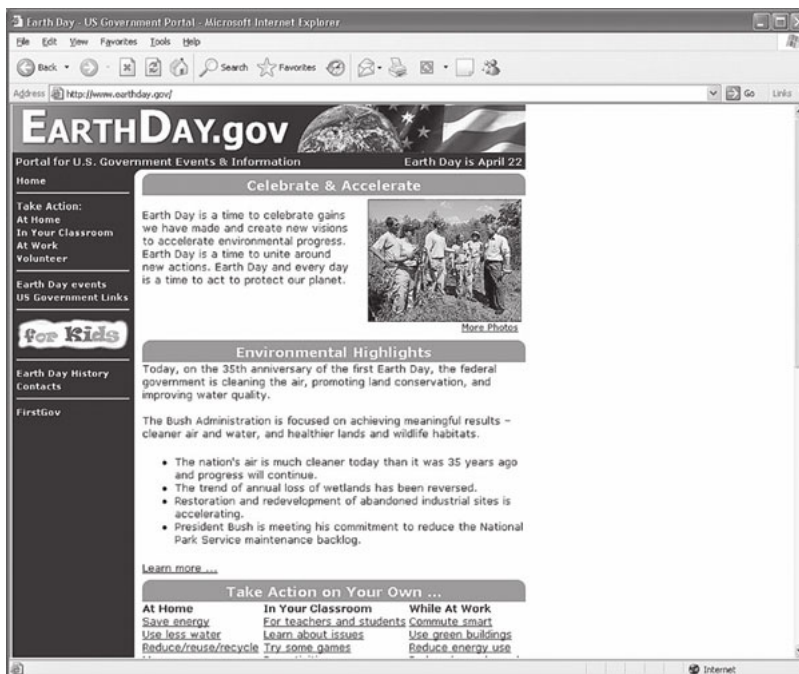 Earth Day - US Government Portal - Microsoft Internet Explorer
File Edit View Favorites Tools Help
Back Search Favorites
Address http://www.earthday.gov/ Go Links
EARTHDAY.gov
Portal for U.S. Government Events & Information Earth Day is April 22
Home
Take Action:
At Home
In Your Classroom
At Work
Volunteer
Earth Day events
US Government Links
for Kids
Earth Day History
Contacts
FirstGov
Celebrate & Accelerate
Earth Day is a time to celebrate gains
we have made and create new visions
to accelerate environmental progress.
Earth Day is a time to unite around
new actions. Earth Day and every day
is a time to act to protect our planet.
More Photos
Environmental Highlights
Today, on the 35th anniversary of the first Earth Day, the federal
government is cleaning the air, promoting land conservation, and
improving water quality.
The Bush Administration is focused on achieving meaningful results –
cleaner air and water, and healthier lands and wildlife habitats.
• The nation's air is much cleaner today than it was 35 years ago
and progress will continue.
• The trend of annual loss of wetlands has been reversed.
• Restoration and redevelopment of abandoned industrial sites is
accelerating.
• President Bush is meeting his commitment to reduce the National
Park Service maintenance backlog.
Learn more ...
Take Action on Your Own ...
At Home In Your Classroom While At Work
Save energy For teachers and students Commute smart
Use less water Learn about issues Use green buildings
Reduce/reuse/recycle Try some games Reduce energy use
Internet